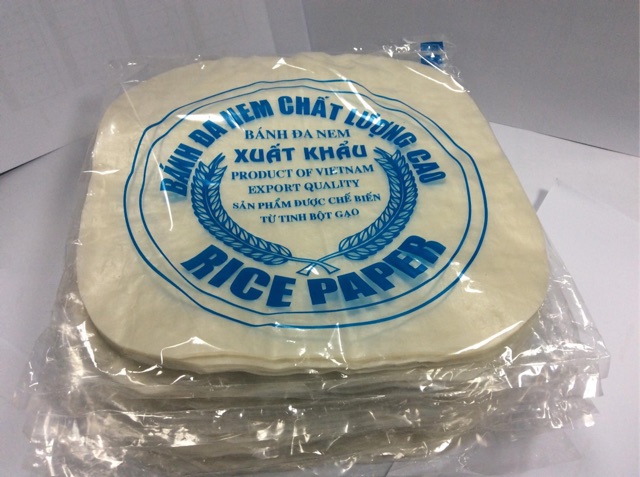 BÁNH ĐA NEM CHẤT LƯỢNG CAO
BÁNH ĐA NEM
XUẤT KHẨU
PRODUCT OF VIETNAM
EXPORT QUALITY
SẢN PHẨM ĐƯỢC CHẾ BIẾN
TỪ TINH BỘT GẠO
RICE PAPER